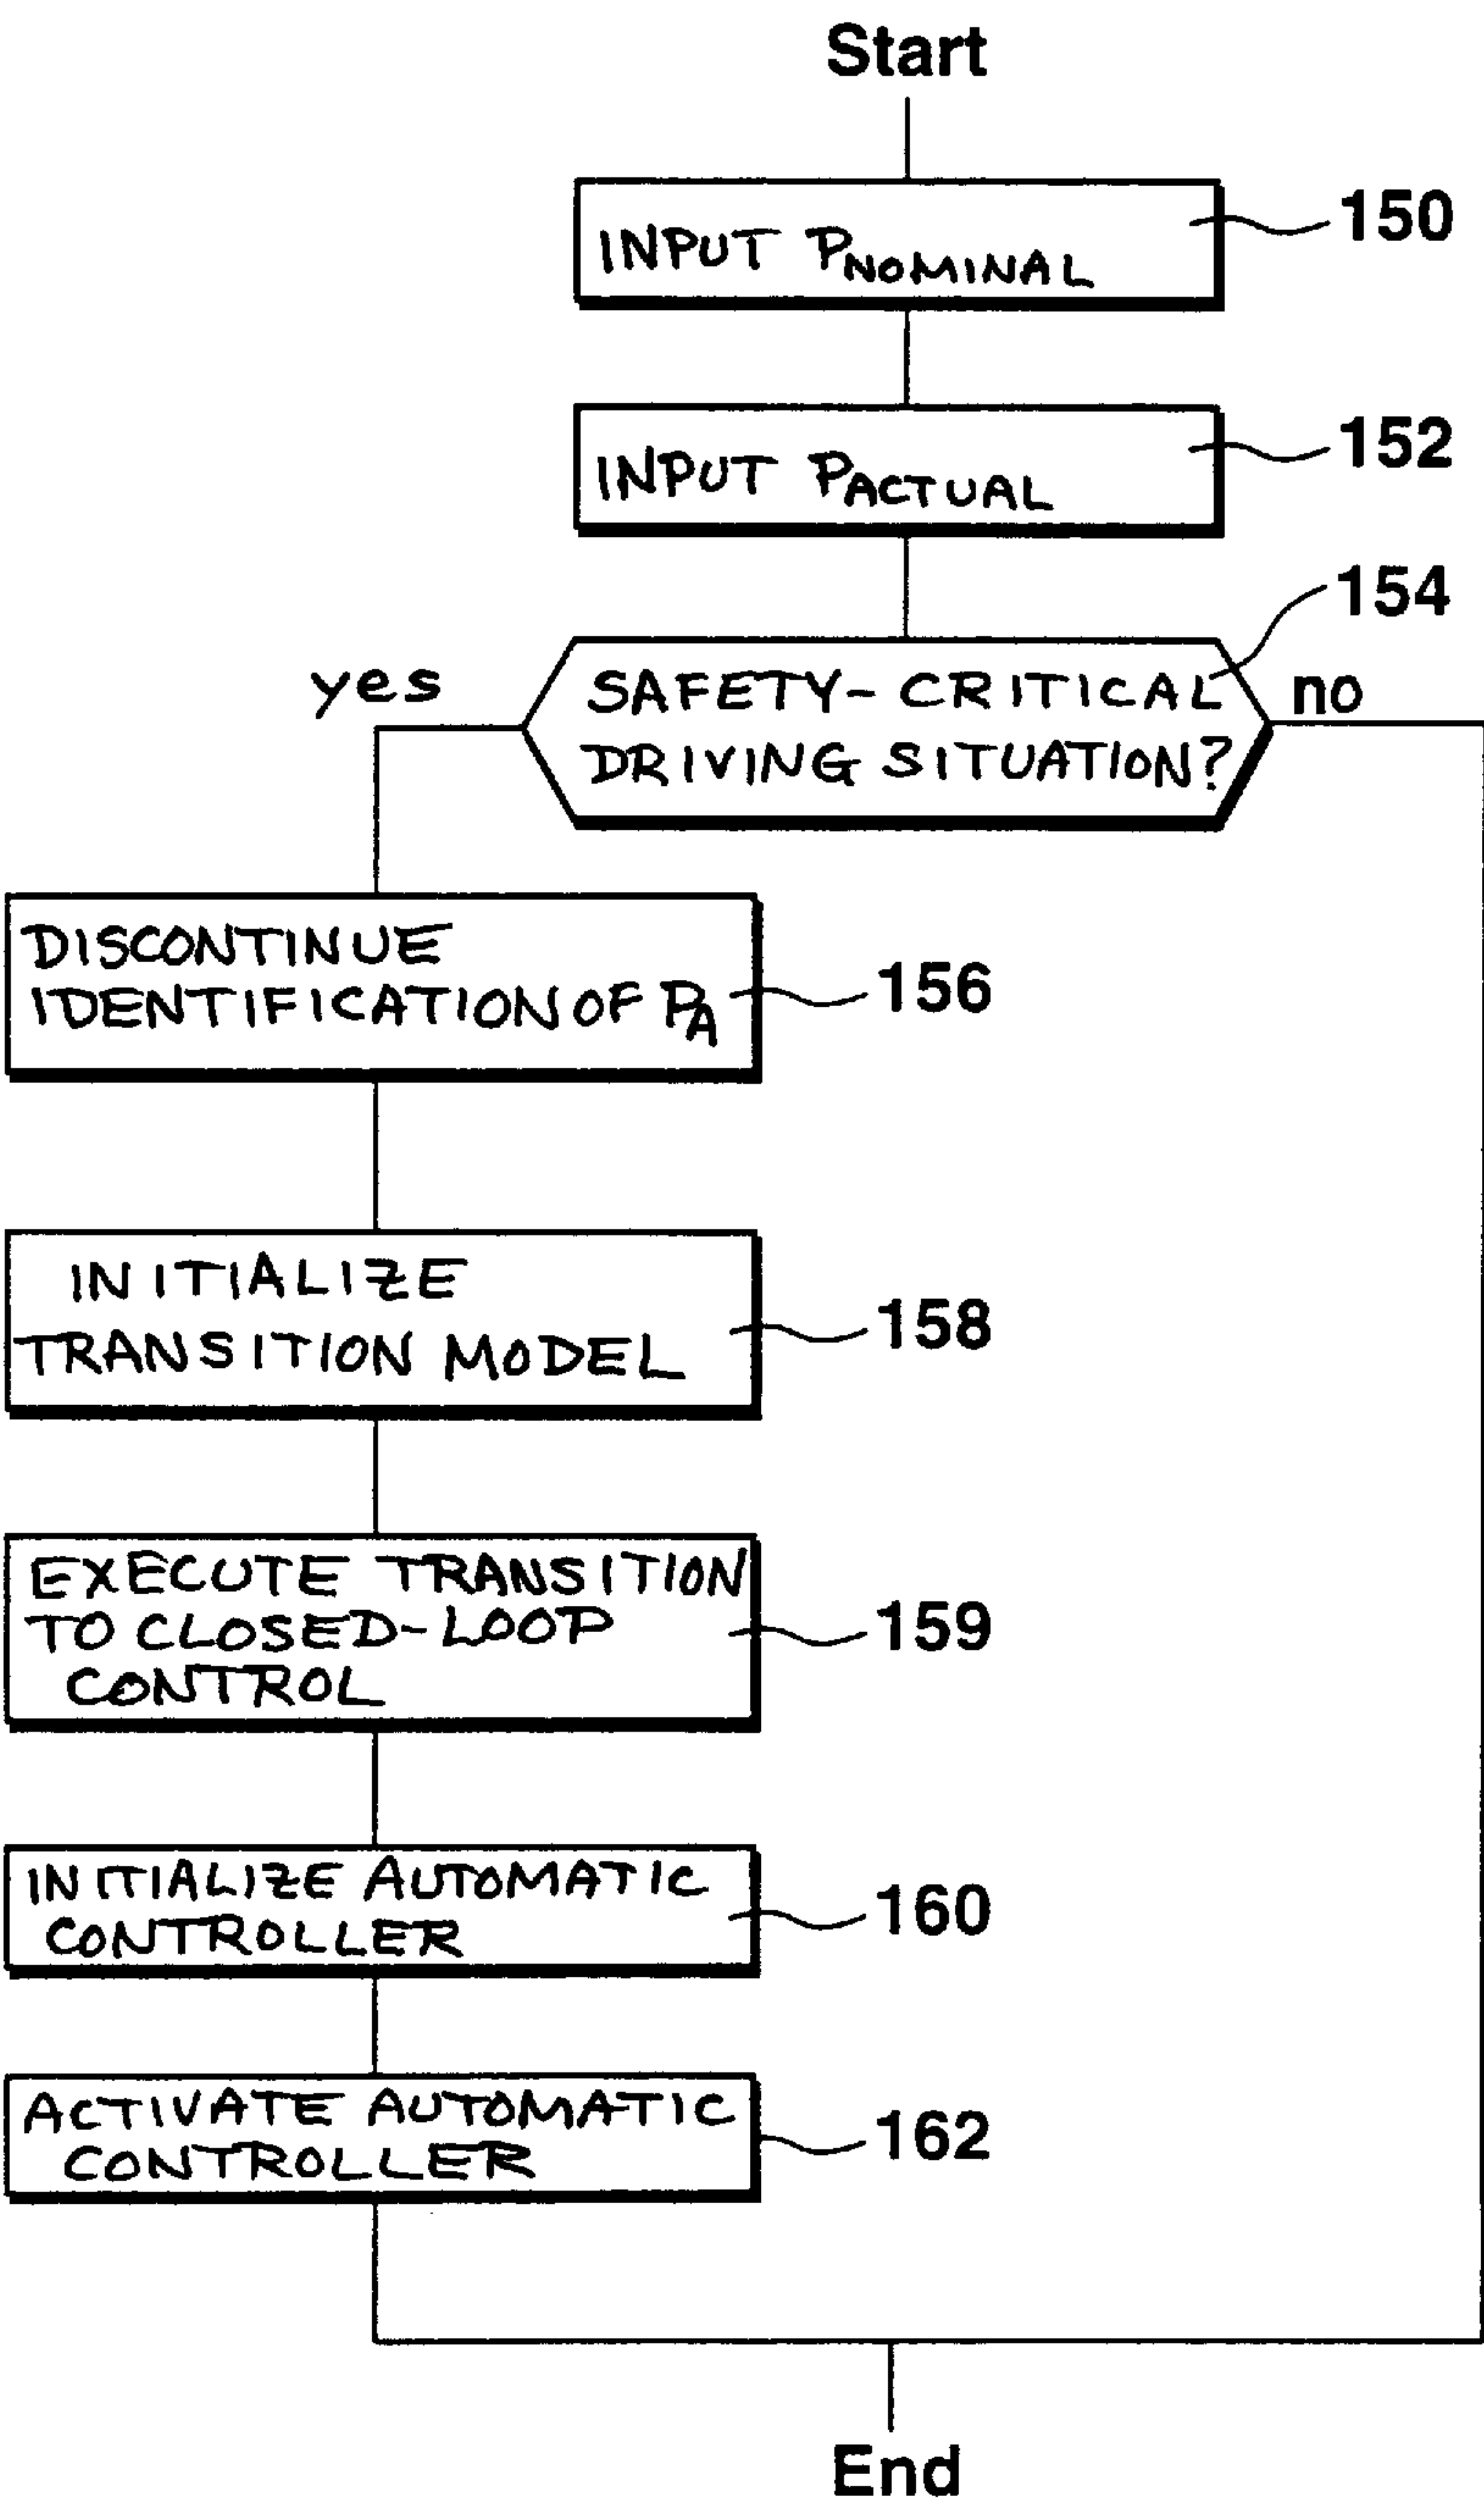 Start
INPUT PNOMINAL
150
INPUT PACTUAL
152
154
yes
SAFETY-CRITICAL
DRIVING SITUATION?
no
DISCONTINUE
IDENTIFICATION OF PA
156
INITIALIZE
TRANSITION MODEL
158
EXECUTE TRANSITION
TO CLOSED-LOOP
CONTROL
159
INITIALIZE AUTOMATIC
CONTROLLER
160
ACTIVATE AUTOMATIC
CONTROLLER
162
End